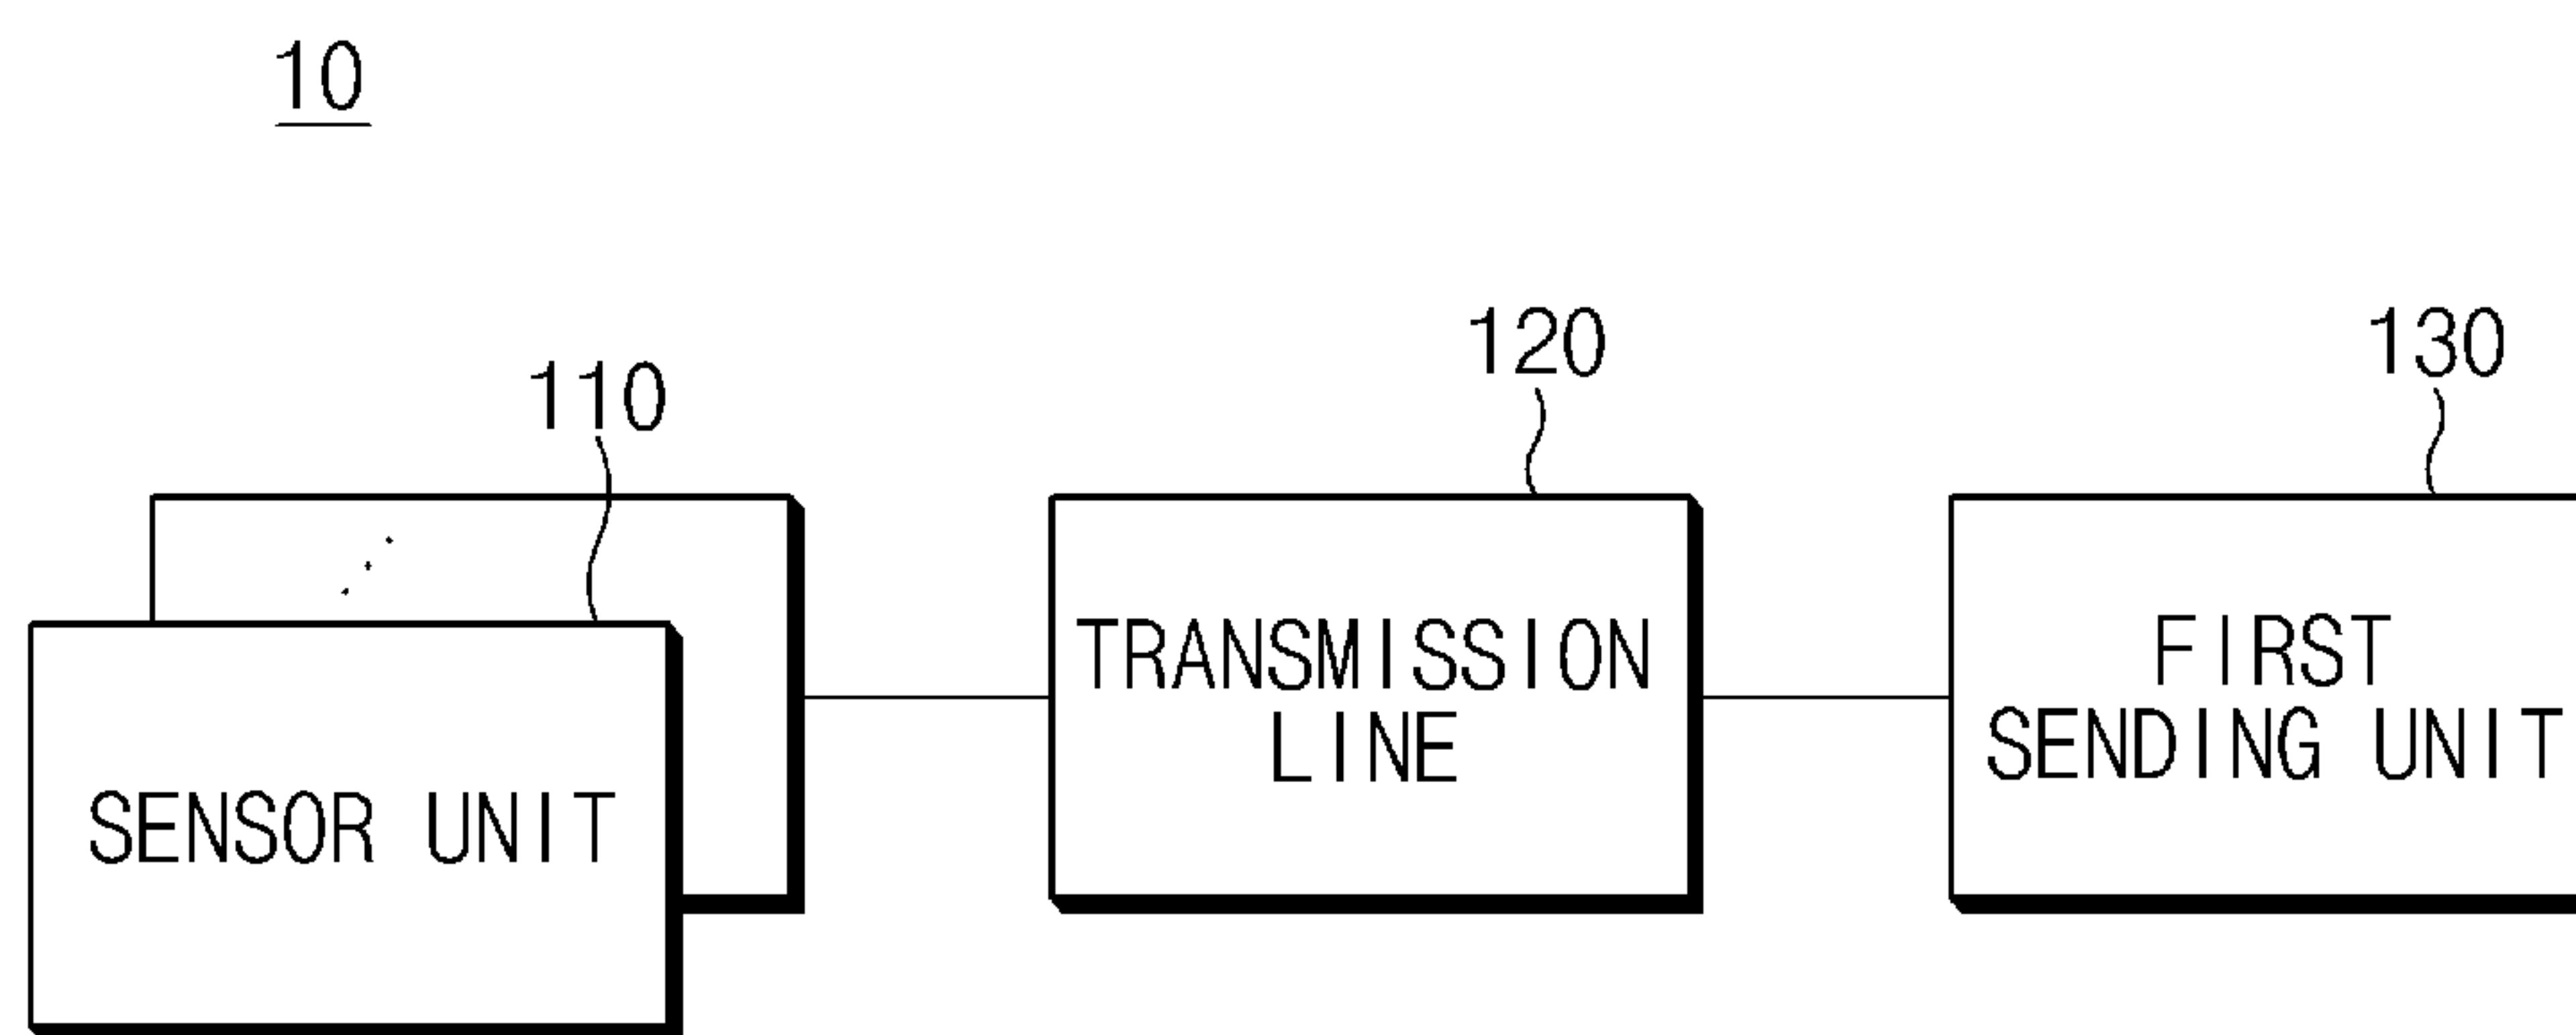 10
110
120
130
SENSOR UNIT
TRANSMISSION
LINE
FIRST
SENDING UNIT